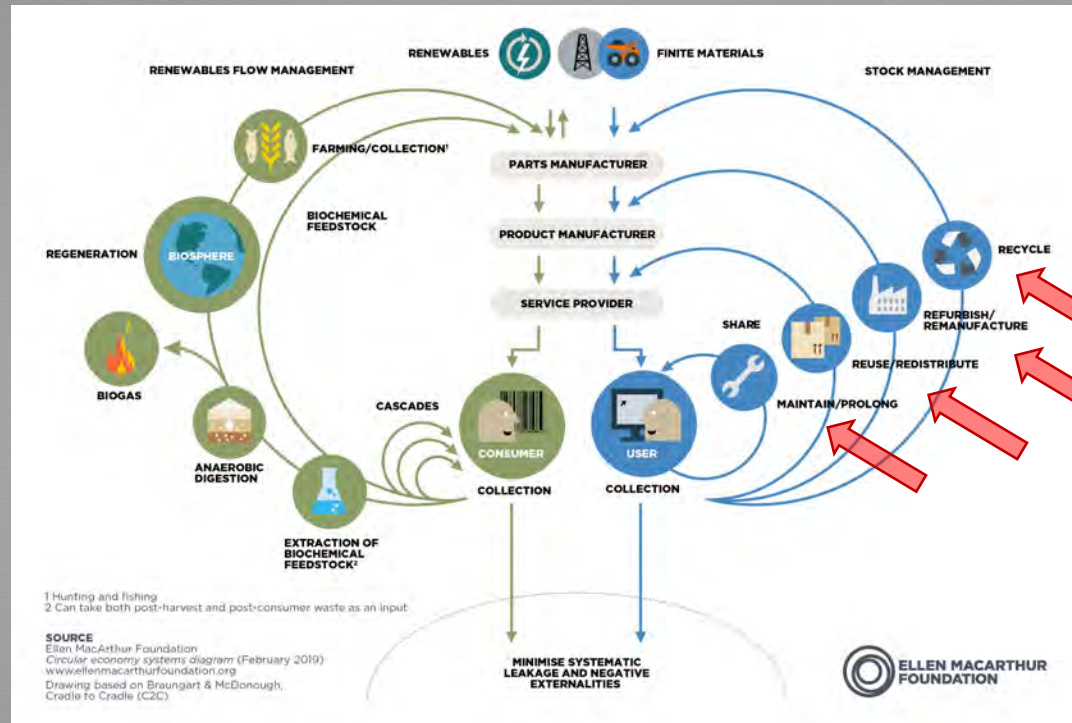 RENEWABLES
FINITE MATERIALS
RENEWABLES FLOW MANAGEMENT
STOCK MANAGEMENT
FARMING/COLLECTION¹
PARTS MANUFACTURER
BIOCHEMICAL
FEEDSTOCK
PRODUCT MANUFACTURER
REGENERATION
BIOSPHERE
RECYCLE
SERVICE PROVIDER
SHARE
REFURBISH/
REMANUFACTURE
REUSE/REDISTRIBUTE
BIOGAS
CASCADES
MAINTAIN/PROLONG
CONSUMER
USER
ANAEROBIC
DIGESTION
COLLECTION
COLLECTION
EXTRACTION OF
BIOCHEMICAL
FEEDSTOCK²
1 Hunting and fishing
2 Can take both post-harvest and post-consumer waste as an input
SOURCE
Ellen MacArthur Foundation
Circular economy systems diagram (February 2019)
www.ellenmacarthurfoundation.org
Drawing based on Braungart & McDonough,
Cradle to Cradle (C2C)
MINIMISE SYSTEMATIC
LEAKAGE AND NEGATIVE
EXTERNALITIES
ELLEN MACARTHUR
FOUNDATION